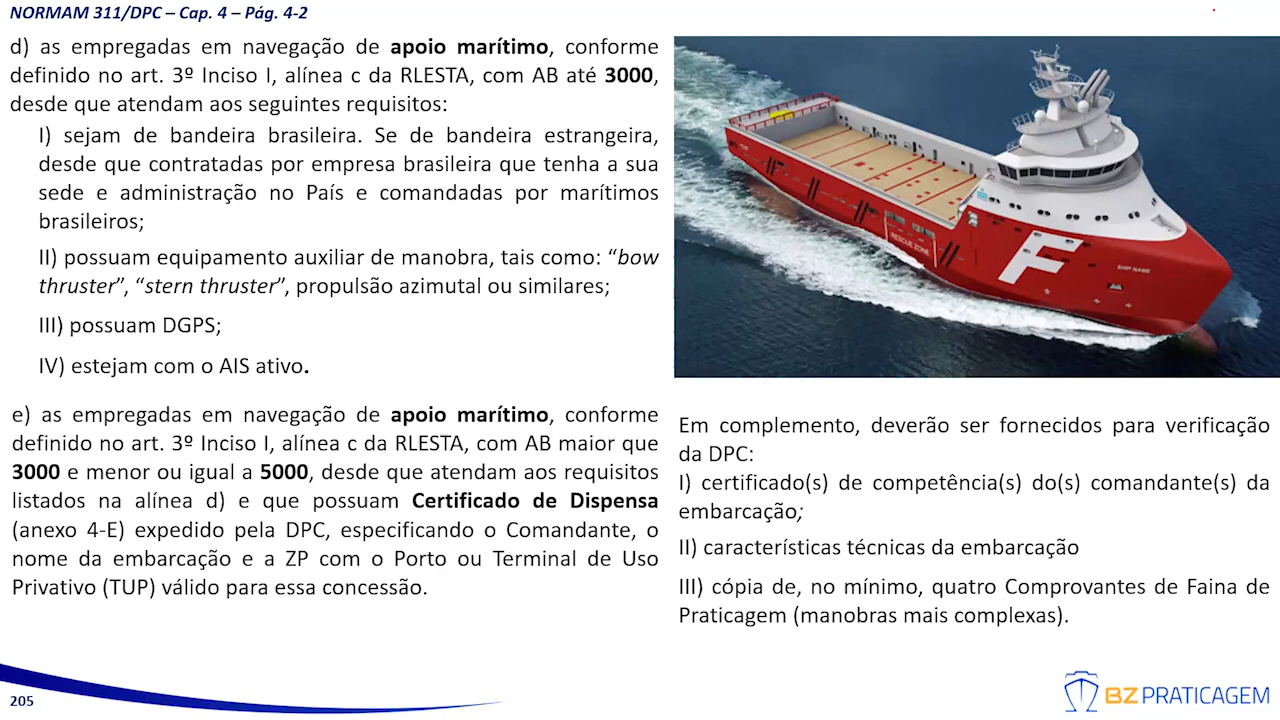 NORMAM 311/DPC – Cap. 4 – Pág. 4-2
d) as empregadas em navegação de apoio marítimo, conforme
definido no art. 3º Inciso I, alínea c da RLESTA, com AB até 3000,
desde que atendam aos seguintes requisitos:
I) sejam de bandeira brasileira. Se de bandeira estrangeira,
desde que contratadas por empresa brasileira que tenha a sua
sede e administração no País e comandadas por marítimos
brasileiros;
II) possuam equipamento auxiliar de manobra, tais como: “bow
thruster”, “stern thruster”, propulsão azimutal ou similares;
III) possuam DGPS;
IV) estejam com o AIS ativo.
e) as empregadas em navegação de apoio marítimo, conforme
definido no art. 3º Inciso I, alínea c da RLESTA, com AB maior que
3000 e menor ou igual a 5000, desde que atendam aos requisitos
listados na alínea d) e que possuam Certificado de Dispensa
(anexo 4-E) expedido pela DPC, especificando o Comandante, o
nome da embarcação e a ZP com o Porto ou Terminal de Uso
Privativo (TUP) válido para essa concessão.
RESCUE ZONE
F
SHIP NAME
Em complemento, deverão ser fornecidos para verificação
da DPC:
I) certificado(s) de competência(s) do(s) comandante(s) da
embarcação;
II) características técnicas da embarcação
III) cópia de, no mínimo, quatro Comprovantes de Faina de
Praticagem (manobras mais complexas).
205
BZPRATICAGEM